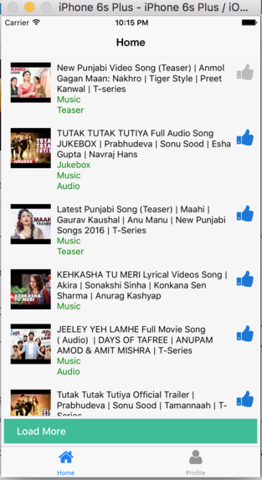 iPhone 6s Plus - iPhone 6s Plus / iO...
Carrier 10:15 PM
Home
New Punjabi Video Song (Teaser) | Anmol
Gagan Maan: Nakhro | Tiger Style | Preet
Kanwal | T-series
Music
Teaser
TUTAK TUTAK TUTIYA Full Audio Song
JUKEBOX | Prabhudeva | Sonu Sood | Esha
Gupta | Navraj Hans
Jukebox
Music
Audio
Latest Punjabi Song (Teaser) | Maahi |
Gaurav Kaushal | Anu Manu | New Punjabi
Songs 2016 | T-Series
Music
Teaser
KEHKASHA TU MERI Lyrical Videos Song |
Akira | Sonakshi Sinha | Konkana Sen
Sharma | Anurag Kashyap
Music
JEELEY YEH LAMHE Full Movie Song
( Audio) | DAYS OF TAFREE | ANUPAM
AMOD & AMIT MISHRA | T-Series
Music
Audio
Tutak Tutak Tutiya Official Trailer |
Prabhudeva | Sonu Sood | Tamannaah | T-
Series
Load More
Home Profile